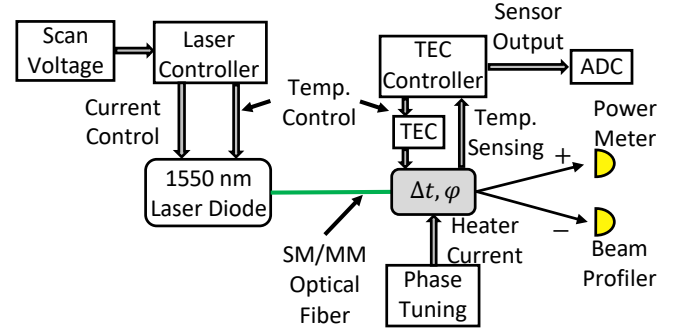 Scan
Voltage
Laser
Controller
TEC
Controller
Sensor
Output
ADC
Current
Control
Temp.
Control
TEC
Temp.
Sensing
Power
Meter
1550 nm
Laser Diode
Δt, φ
+
−
SM/MM
Optical
Fiber
Heater
Current
Phase
Tuning
Beam
Profiler